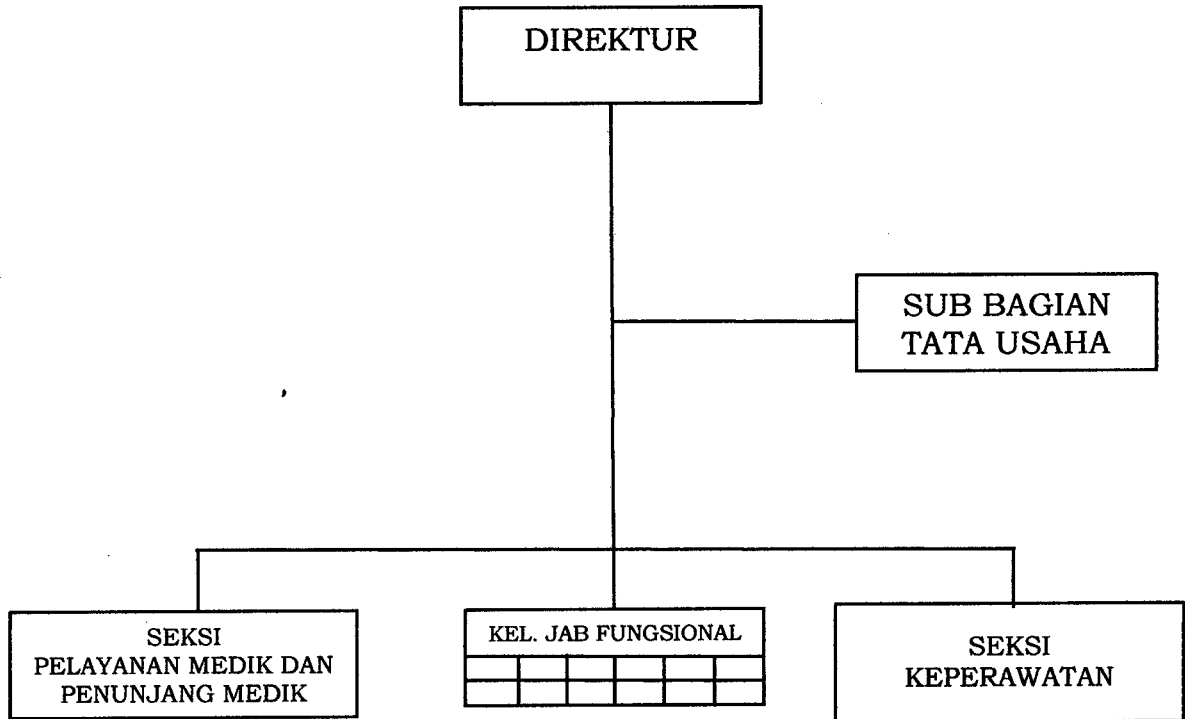 DIREKTUR
SUB BAGIAN
TATA USAHA
SEKSI
PELAYANAN MEDIK DAN
PENUNJANG MEDIK
KEL. JAB FUNGSIONAL
SEKSI
KEPERAWATAN